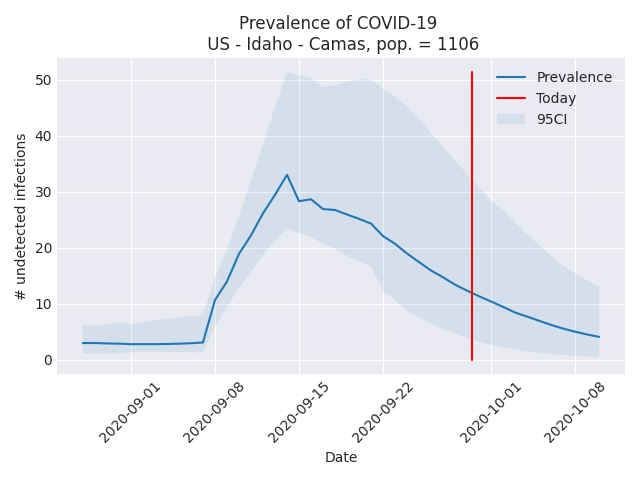 Prevalence of COVID-19
US - Idaho - Camas, pop. = 1106
Prevalence
Today
95CI
50
40
30
20
10
0
# undetected infections
2020-09-01
2020-09-08
2020-09-15
2020-09-22
2020-10-01
2020-10-08
Date